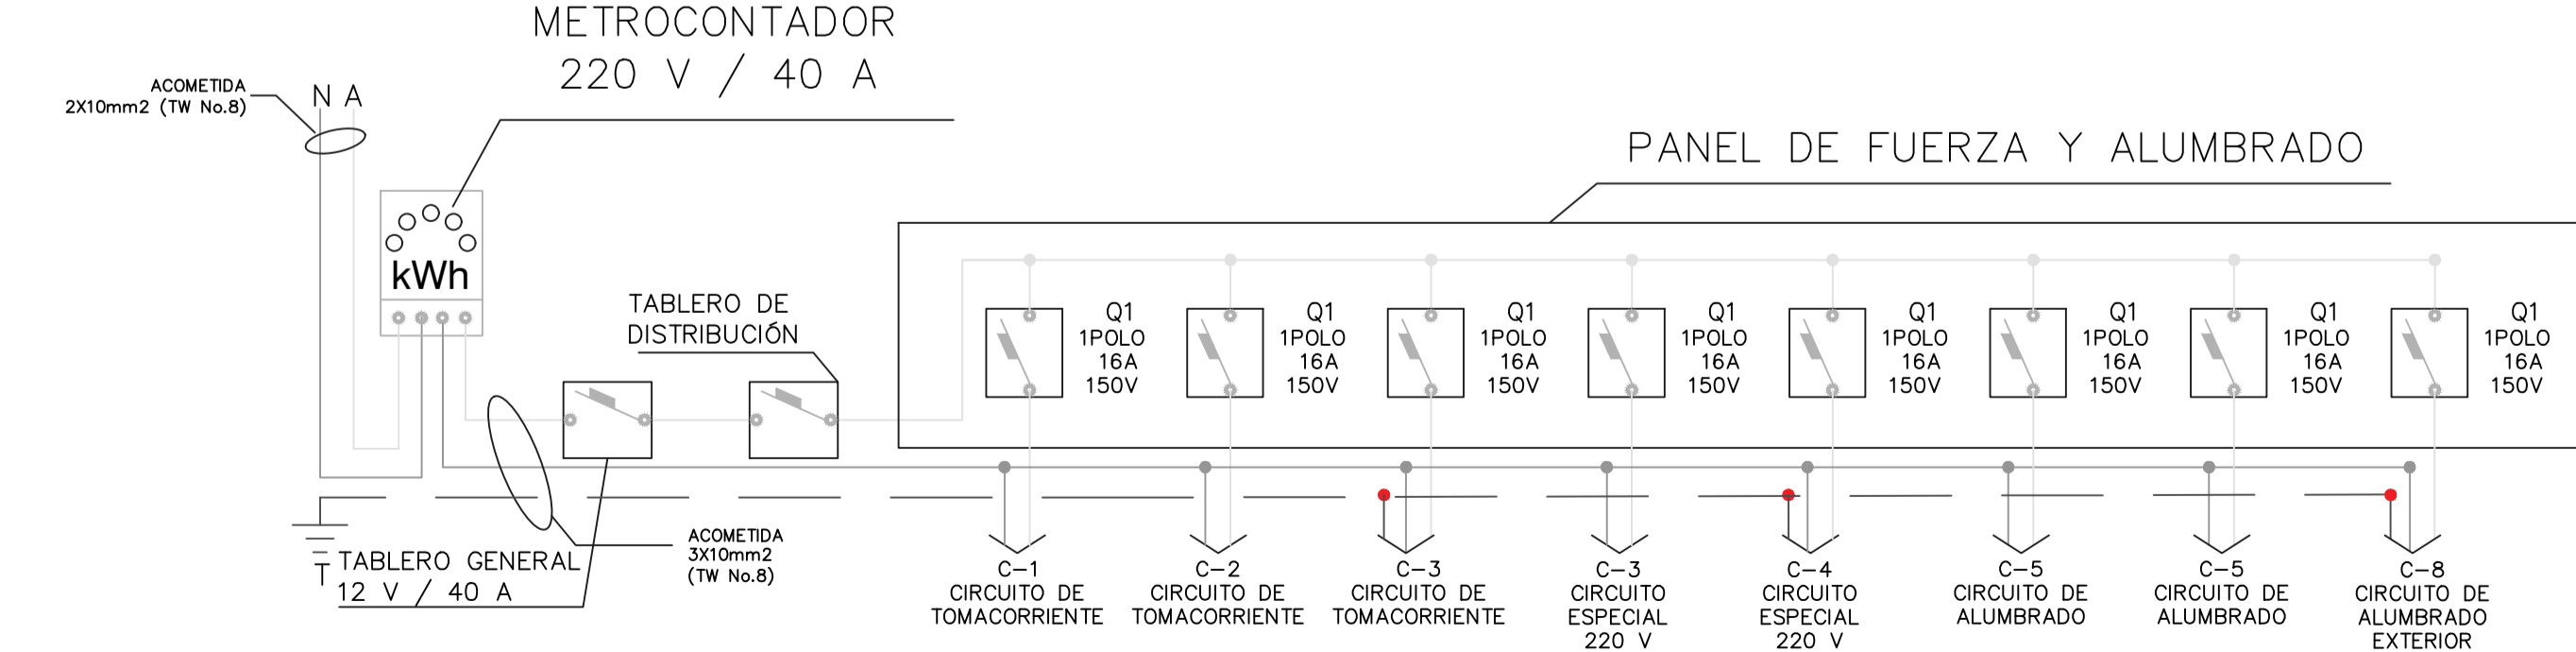 METROCONTADOR
220 V / 40 A
ACOMETIDA
2X10mm2 (TW No.8)
N A
kWh
PANEL DE FUERZA Y ALUMBRADO
TABLERO DE
DISTRIBUCIÓN
Q1
1POLO
16A
150V
Q1
1POLO
16A
150V
Q1
1POLO
16A
150V
Q1
1POLO
16A
150V
Q1
1POLO
16A
150V
Q1
1POLO
16A
150V
Q1
1POLO
16A
150V
Q1
1POLO
16A
150V
T
TABLERO GENERAL
12 V / 40 A
ACOMETIDA
3X10mm2
(TW No.8)
C-1
CIRCUITO DE
TOMACORRIENTE
C-2
CIRCUITO DE
TOMACORRIENTE
C-3
CIRCUITO DE
TOMACORRIENTE
C-3
CIRCUITO
ESPECIAL
220 V
C-4
CIRCUITO
ESPECIAL
220 V
C-5
CIRCUITO DE
ALUMBRADO
C-5
CIRCUITO DE
ALUMBRADO
C-8
CIRCUITO DE
ALUMBRADO
EXTERIOR